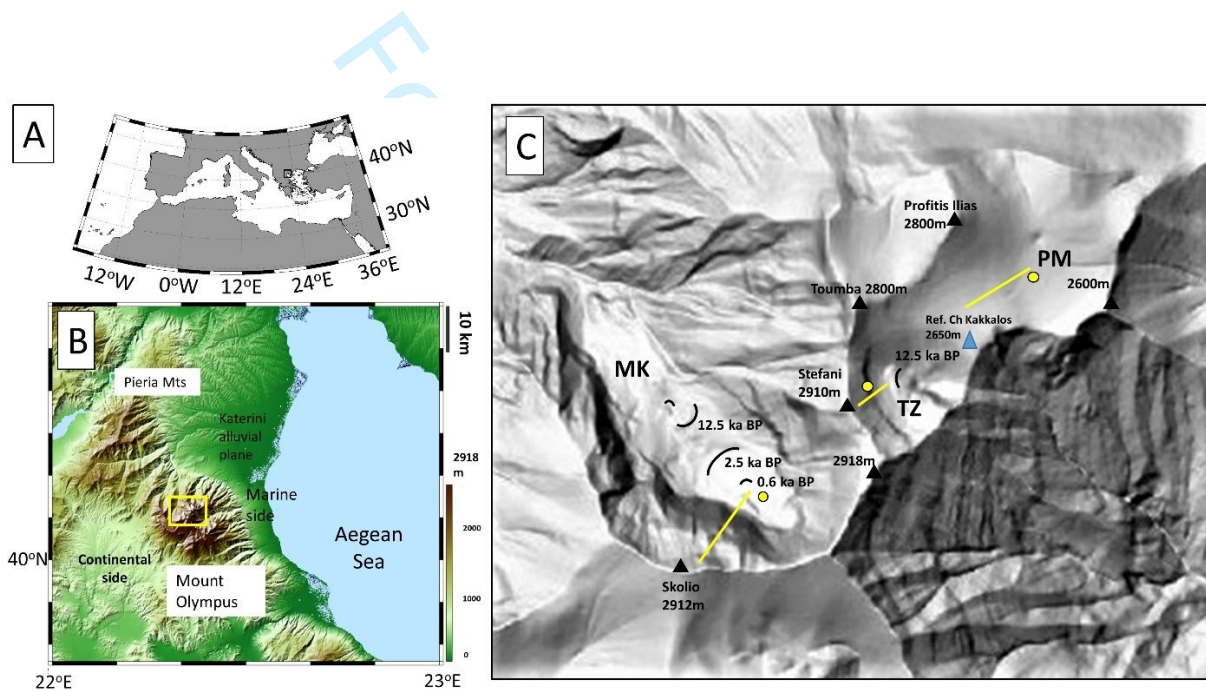 Fo
A
40°N
30°N
12°W
0°W
12°E
24°E
36°E
B
10 km
Pieria Mts
Katerini
alluvial
plane
Marine
side
Aegean
Sea
Continental
side
Mount
Olympus
40°N
22°E
23°E
2918
m
2000
1000
0
C
Profitis Ilias
2800m
PM
2600m
Toumba 2800m
Ref. Ch Kakkalos
2650m
12.5 ka BP
MK
Stefani
2910m
TZ
12.5 ka BP
2.5 ka BP
0.6 ka BP
2918m
Skolio
2912m